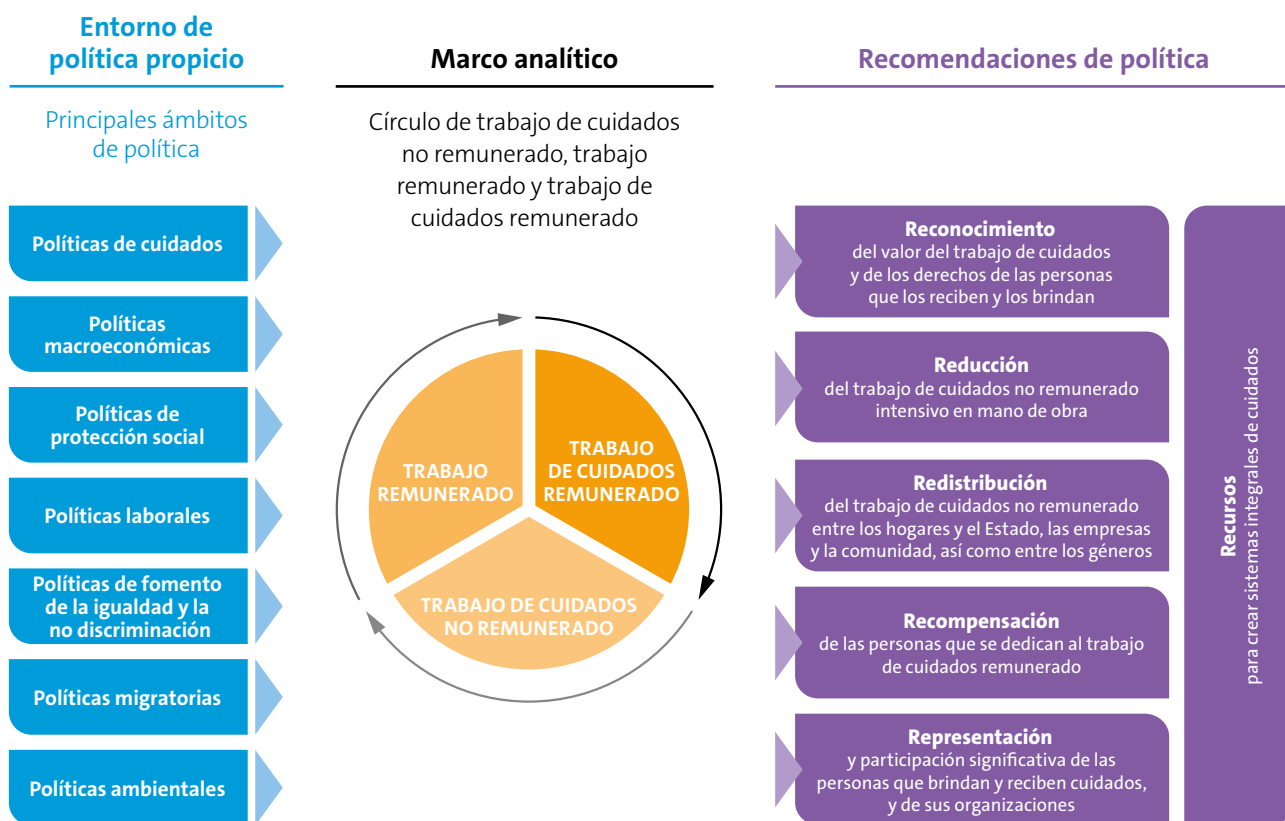 Entorno de
política propicio
Principales ámbitos
de política
Políticas de cuidados
Políticas
macroeconómicas
Políticas de
protección social
Políticas laborales
Políticas de fomento
de la igualdad y la
no discriminación
Políticas migratorias
Políticas ambientales
Marco analítico
Círculo de trabajo de cuidados
no remunerado, trabajo
remunerado y trabajo de
cuidados remunerado
TRABAJO
REMUNERADO
TRABAJO
DE CUIDADOS
REMUNERADO
TRABAJO DE CUIDADOS
NO REMUNERADO
Recomendaciones de política
Reconocimiento
del valor del trabajo de cuidados
y de los derechos de las personas
que los reciben y los brindan
Reducción
del trabajo de cuidados no remunerado
intensivo en mano de obra
Redistribución
del trabajo de cuidados no remunerado
entre los hogares y el Estado, las empresas
y la comunidad, así como entre los géneros
Recompensación
de las personas que se dedican al trabajo
de cuidados remunerado
Representación
y participación significativa de las
personas que brindan y reciben cuidados,
y de sus organizaciones
Recursos
para crear sistemas integrales de cuidados